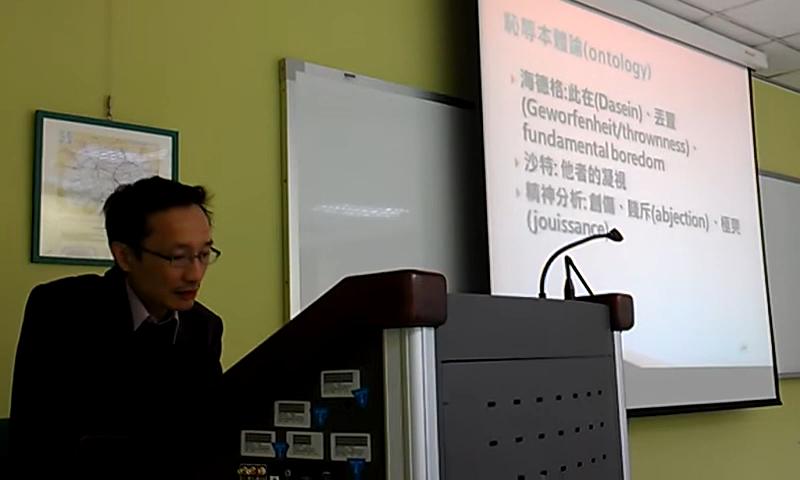 恥辱本體論(ontology)
海德格:此在(Dasein)、丟置
(Geworfenheit/thrownness)、
fundamental boredom
沙特: 他者的凝視
精神分析: 創傷、賤斥(abjection)、極爽
(jouissance)